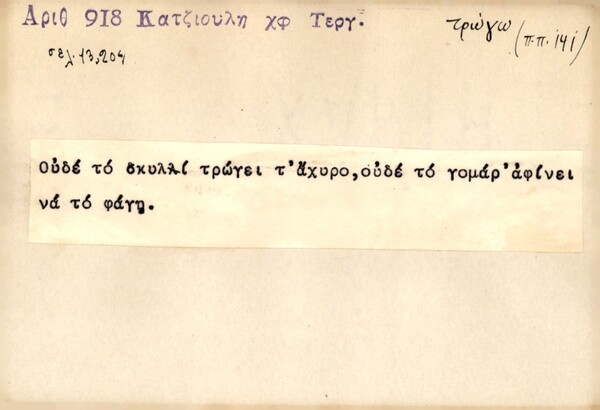 Αριθ 918 Κατζιουλη χφ Τεργ.
τρώγω
(π.π. 141)
σελ. 13,204
Οὐδέ τό σκυλλί τρώγει τ'ἄχυρο,οὐδέ τό γομάρ'ἀφίνει
νά τό φάγῃ.